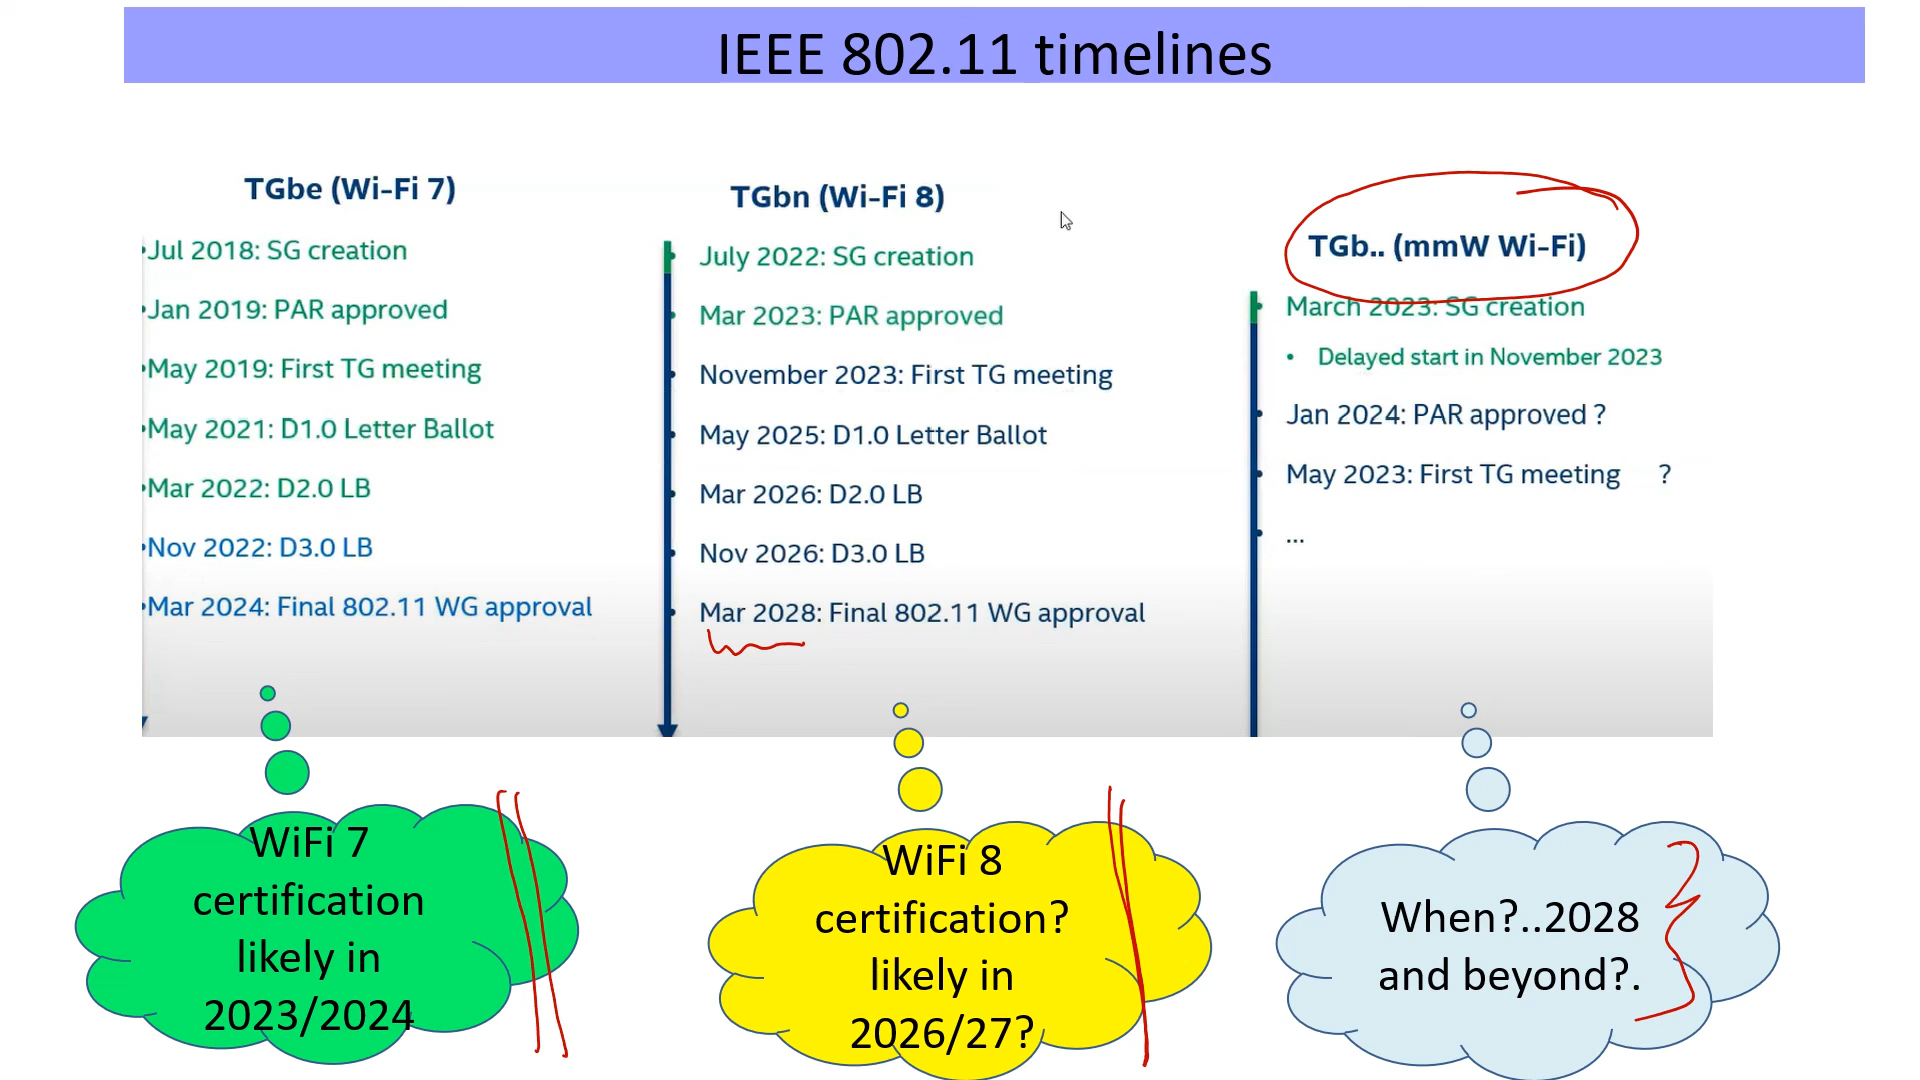 IEEE 802.11 timelines
TGbe (Wi-Fi 7)
•Jul 2018: SG creation
•Jan 2019: PAR approved
•May 2019: First TG meeting
•May 2021: D1.0 Letter Ballot
•Mar 2022: D2.0 LB
•Nov 2022: D3.0 LB
•Mar 2024: Final 802.11 WG approval
TGbn (Wi-Fi 8)
• July 2022: SG creation
• Mar 2023: PAR approved
• November 2023: First TG meeting
• May 2025: D1.0 Letter Ballot
• Mar 2026: D2.0 LB
• Nov 2026: D3.0 LB
• Mar 2028: Final 802.11 WG approval
TGb.. (mmW Wi-Fi)
• March 2023: SG creation
• Delayed start in November 2023
• Jan 2024: PAR approved ?
• May 2023: First TG meeting ?
• ...
WiFi 7
certification
likely in
2023/2024
WiFi 8
certification?
likely in
2026/27?
When?..2028
and beyond?.